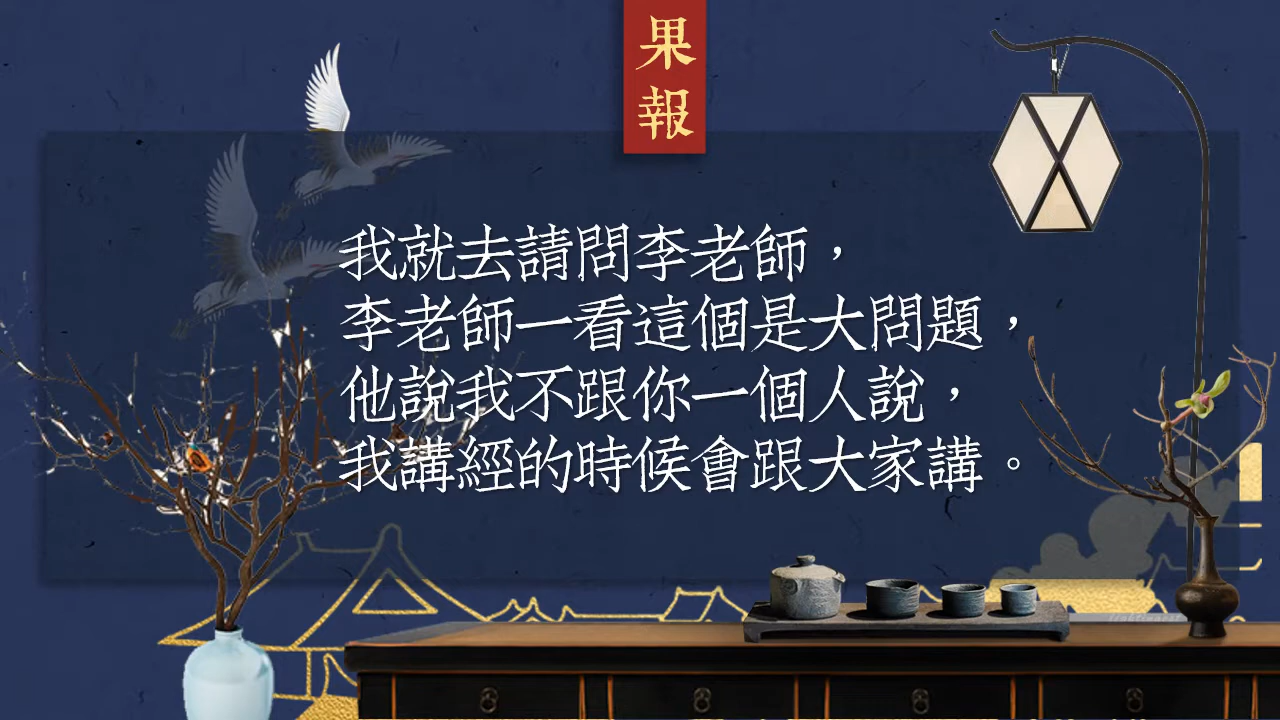 果報
我就去請問李老師，
李老師一看這個是大問題，
他說我不跟你一個人說，
我講經的時候會跟大家講。